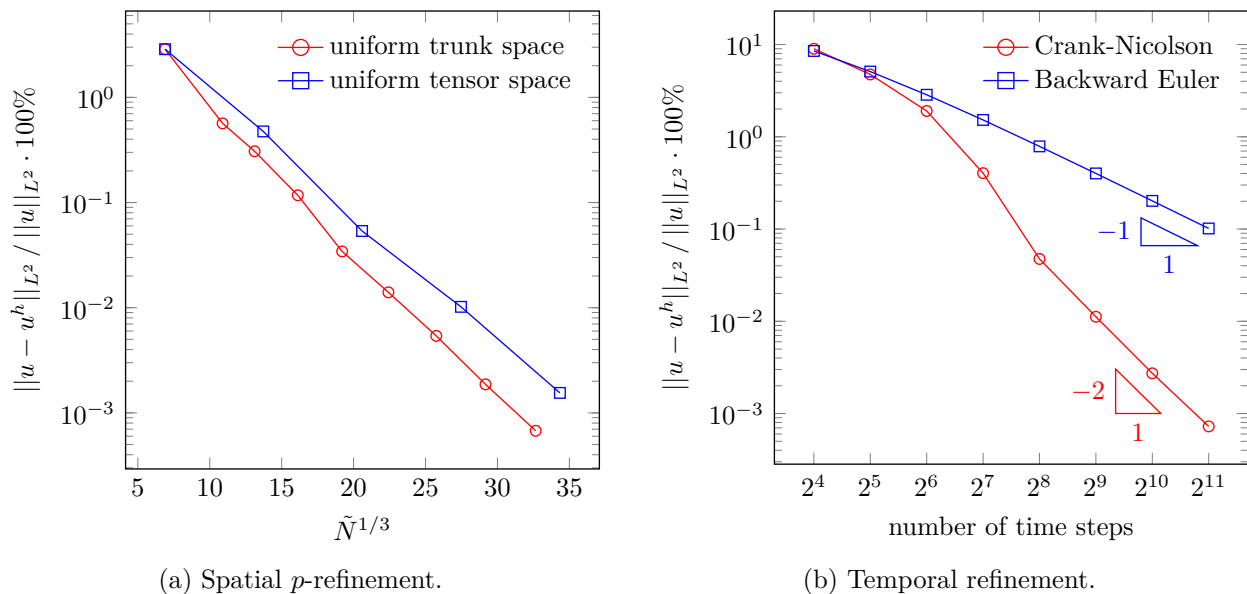 ||u − u^h||_{L²} / ||u||_{L²} · 100%
10^0
10^{−1}
10^{−2}
10^{−3}
uniform trunk space
uniform tensor space
5 10 15 20 25 30 35
Ñ^{1/3}
(a) Spatial p-refinement.
||u − u^h||_{L²} / ||u||_{L²} · 100%
10^1
10^0
10^{−1}
10^{−2}
10^{−3}
Crank-Nicolson
Backward Euler
−1
1
−2
1
2^4 2^5 2^6 2^7 2^8 2^9 2^{10} 2^{11}
number of time steps
(b) Temporal refinement.